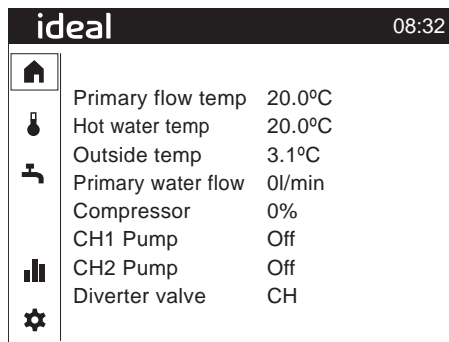 ideal 08:32
Primary flow temp 20.0ºC
Hot water temp 20.0ºC
Outside temp 3.1ºC
Primary water flow 0l/min
Compressor 0%
CH1 Pump Off
CH2 Pump Off
Diverter valve CH